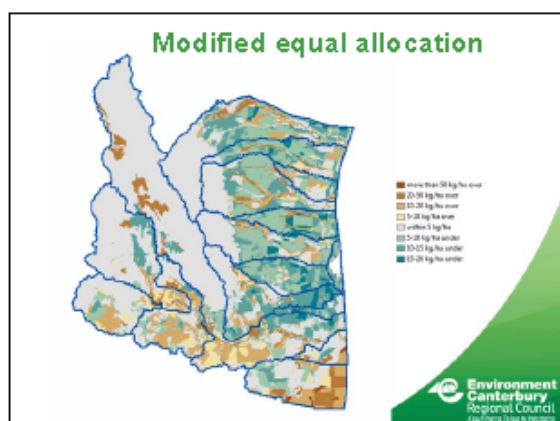 Modified equal allocation
more than 50 kg/ha over
20-50 kg/ha over
10-20 kg/ha over
5-10 kg/ha over
within 5 kg/ha
5-10 kg/ha under
10-15 kg/ha under
15-20 kg/ha under
Environment
Canterbury
Regional Council